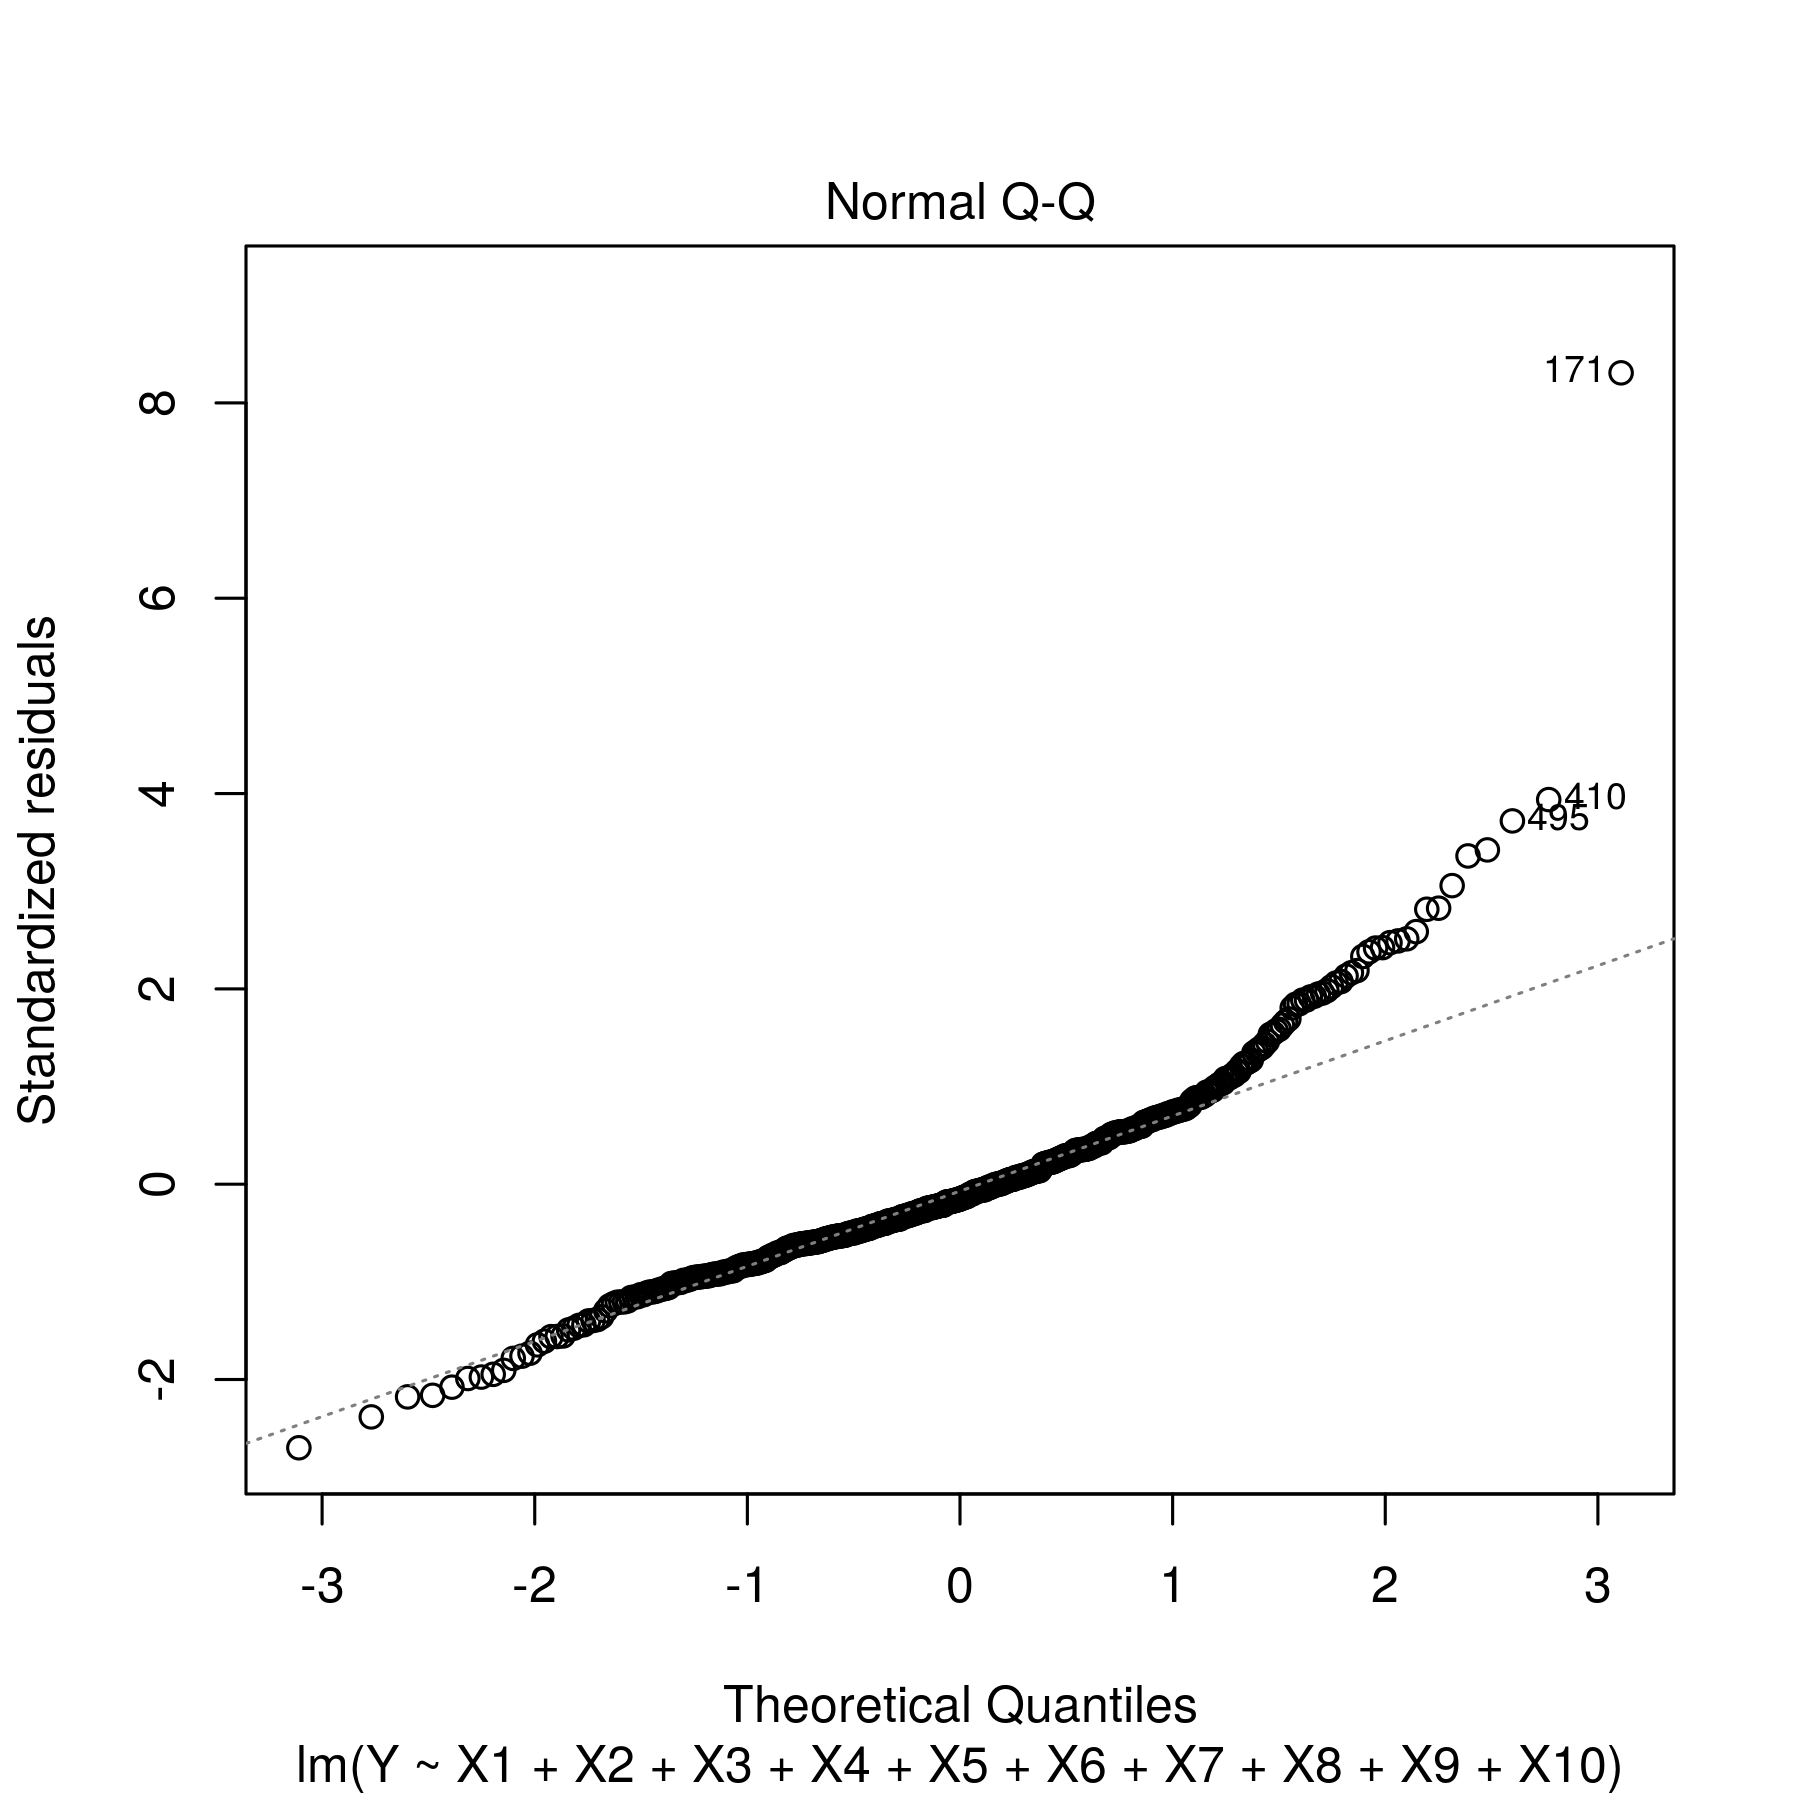 Normal Q-Q
Standardized residuals
8
6
4
2
0
-2
171
410
495
-3 -2 -1 0 1 2 3
Theoretical Quantiles
lm(Y ~ X1 + X2 + X3 + X4 + X5 + X6 + X7 + X8 + X9 + X10)